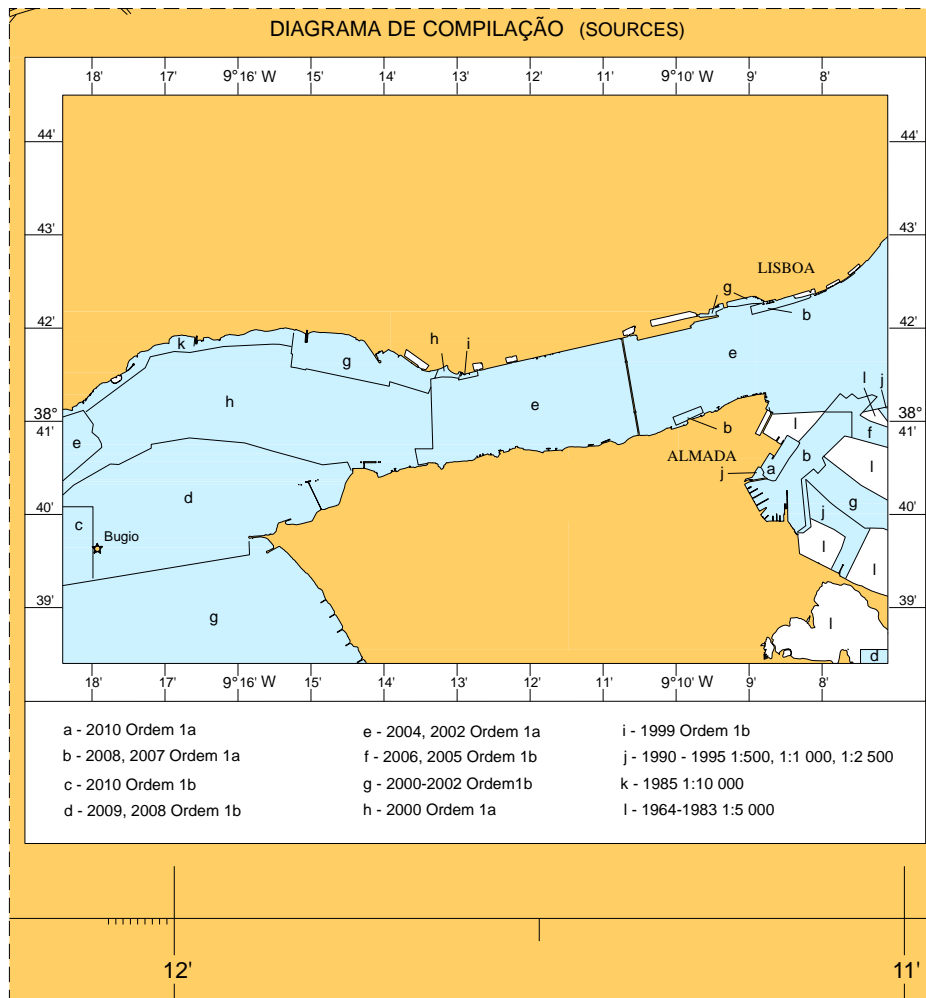 DIAGRAMA DE COMPILAÇÃO (SOURCES)
18' 17' 9° 16' W 15' 14' 13' 12' 11' 9°10' W 9' 8'
44' 44'
43' 43'
LISBOA
g
b
42' 42'
k
g
h
i
e
l
j
h
e
38° 38°
41' 41'
e
b
l
f
ALMADA
b
j
a
l
d
g
c
40' 40'
Bugio
j
l
l
39' 39'
g
l
d
18' 17' 9° 16' W 15' 14' 13' 12' 11' 9°10' W 9' 8'
a - 2010 Ordem 1a
b - 2008, 2007 Ordem 1a
c - 2010 Ordem 1b
d - 2009, 2008 Ordem 1b
e - 2004, 2002 Ordem 1a
f - 2006, 2005 Ordem 1b
g - 2000-2002 Ordem1b
h - 2000 Ordem 1a
i - 1999 Ordem 1b
j - 1990 - 1995 1:500, 1:1 000, 1:2 500
k - 1985 1:10 000
l - 1964-1983 1:5 000
12' 11'